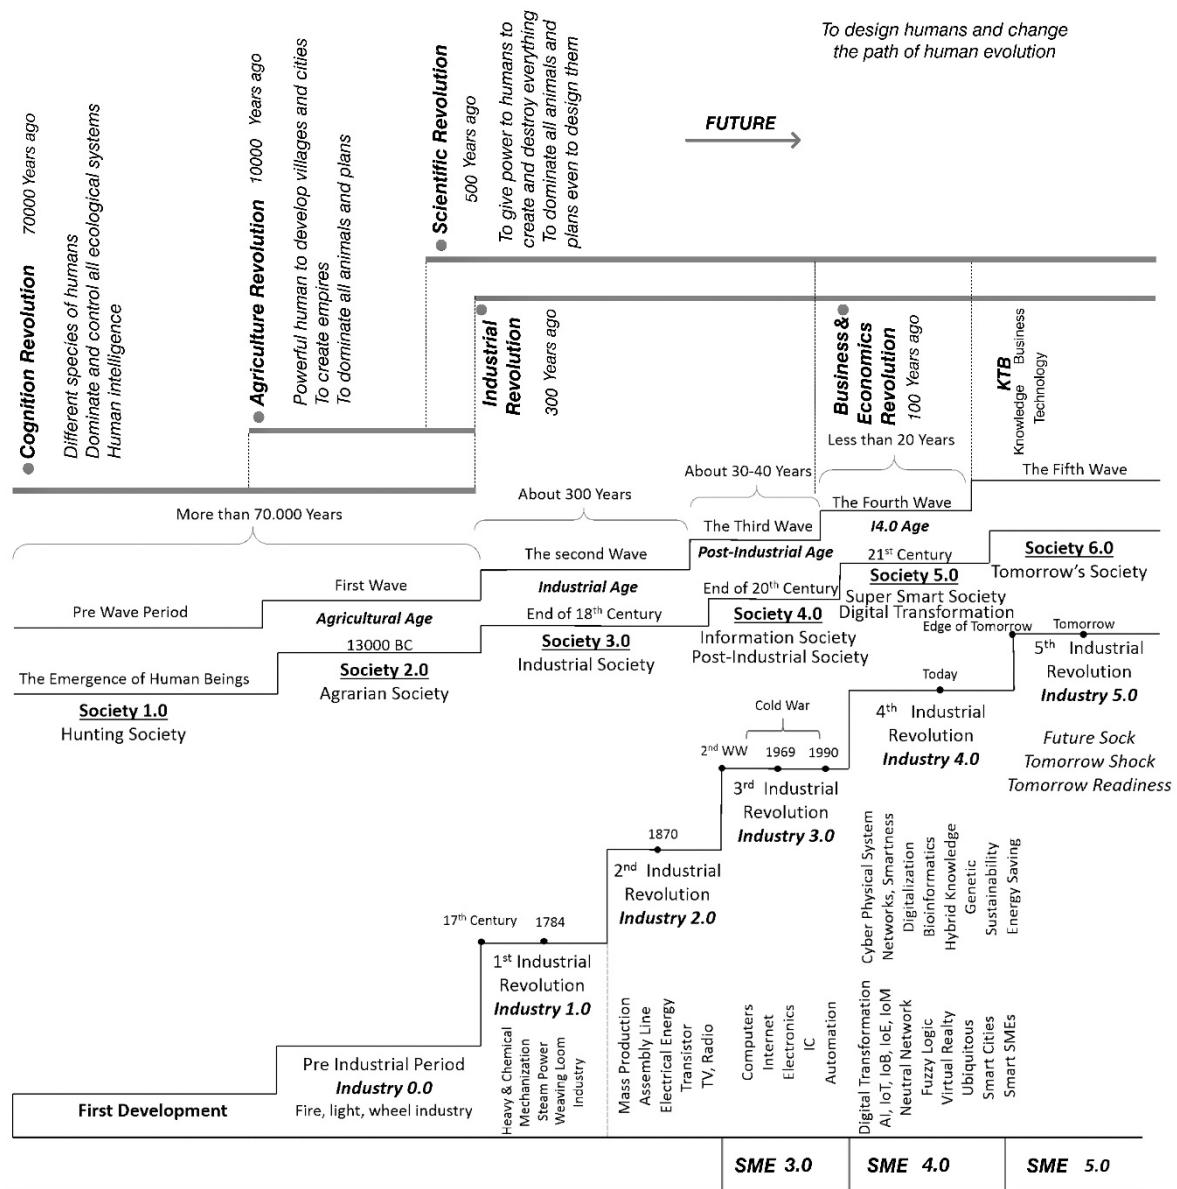 To design humans and change
the path of human evolution
FUTURE
Cognition Revolution 70000 Years ago
Different species of humans
Dominate and control all ecological systems
Human intelligence
Agriculture Revolution 10000 Years ago
Powerful human to develop villages and cities
To create empires
To dominate all animals and plans
Scientific Revolution
500 Years ago
To give power to humans to
create and destroy everything
To dominate all animals and
plans even to design them
Industrial
Revolution
300 Years ago
Business &
Economics
Revolution
100 Years ago
KTB
Knowledge Business
Technology
More than 70.000 Years
About 300 Years
About 30-40 Years
Less than 20 Years
Pre Wave Period
First Wave
Agricultural Age
The second Wave
Industrial Age
The Third Wave
Post-Industrial Age
The Fourth Wave
I4.0 Age
The Fifth Wave
The Emergence of Human Beings
Society 1.0
Hunting Society
13000 BC
Society 2.0
Agrarian Society
End of 18th Century
Society 3.0
Industrial Society
End of 20th Century
Society 4.0
Information Society
Post-Industrial Society
21st Century
Society 5.0
Super Smart Society
Digital Transformation
Society 6.0
Tomorrow's Society
First Development
Pre Industrial Period
Industry 0.0
Fire, light, wheel industry
17th Century 1784
1st Industrial
Revolution
Industry 1.0
Heavy & Chemical
Mechanization
Steam Power
Weaving Loom
Industry
1870
2nd Industrial
Revolution
Industry 2.0
Mass Production
Assembly Line
Electrical Energy
Transistor
TV, Radio
Cold War
2nd WW 1969 1990
3rd Industrial
Revolution
Industry 3.0
Computers
Internet
Electronics
IC
Automation
Today
4th Industrial
Revolution
Industry 4.0
Cyber Physical System
Networks, Smartness
Digitalization
Bioinformatics
Hybrid Knowledge
Genetic
Sustainability
Energy Saving
Digital Transformation
AI, IoT, IoB, IoE, IoM
Neutral Network
Fuzzy Logic
Virtual Realty
Ubiquitous
Smart Cities
Smart SMEs
Edge of Tomorrow Tomorrow
5th Industrial
Revolution
Industry 5.0
Future Sock
Tomorrow Shock
Tomorrow Readiness
SME 3.0
SME 4.0
SME 5.0